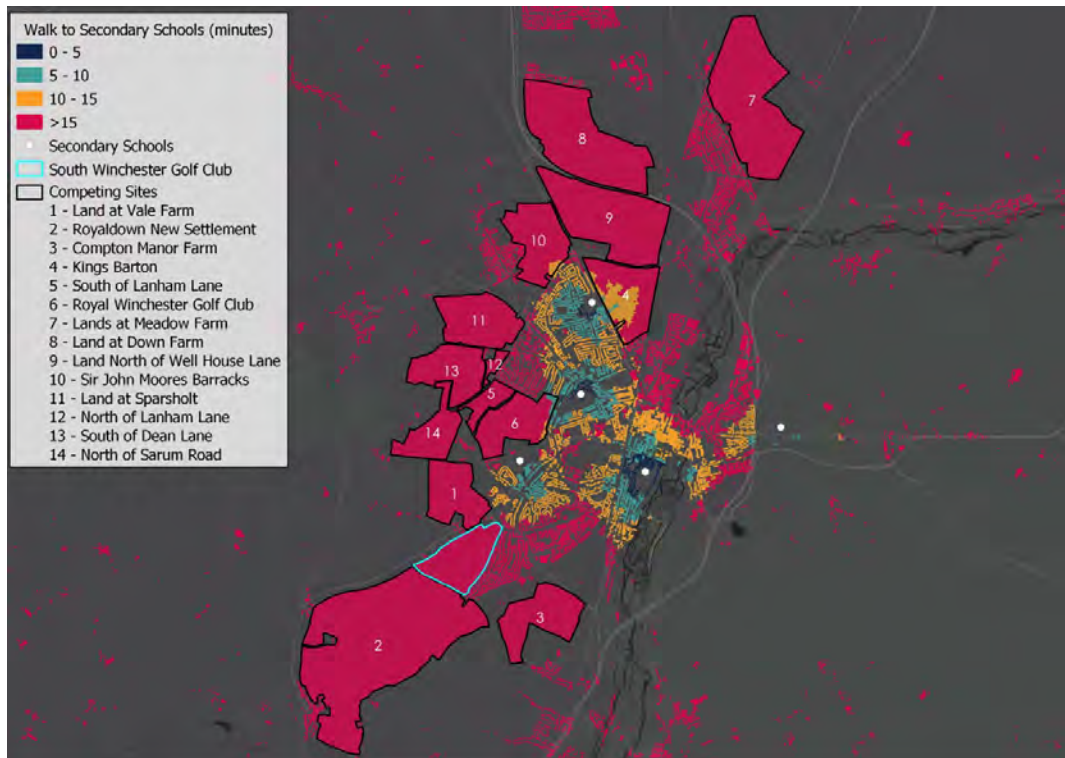 Walk to Secondary Schools (minutes)
0 - 5
5 - 10
10 - 15
>15
Secondary Schools
South Winchester Golf Club
Competing Sites
1 - Land at Vale Farm
2 - Royaldown New Settlement
3 - Compton Manor Farm
4 - Kings Barton
5 - South of Lanham Lane
6 - Royal Winchester Golf Club
7 - Lands at Meadow Farm
8 - Land at Down Farm
9 - Land North of Well House Lane
10 - Sir John Moores Barracks
11 - Land at Sparsholt
12 - North of Lanham Lane
13 - South of Dean Lane
14 - North of Sarum Road
7
8
9
10
4
11
12
13
5
6
14
1
3
2